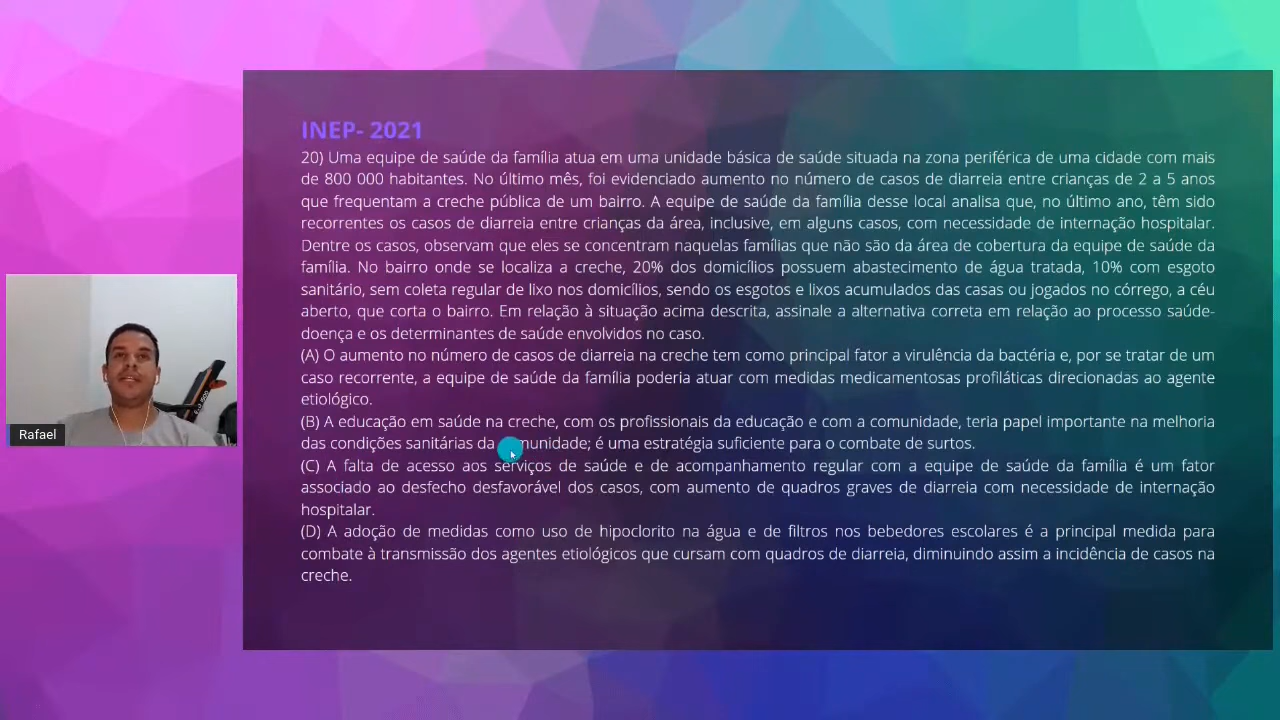 INEP- 2021
20) Uma equipe de saúde da família atua em uma unidade básica de saúde situada na zona periférica de uma cidade com mais
de 800 000 habitantes. No último mês, foi evidenciado aumento no número de casos de diarreia entre crianças de 2 a 5 anos
que frequentam a creche pública de um bairro. A equipe de saúde da família desse local analisa que, no último ano, têm sido
recorrentes os casos de diarreia entre crianças da área, inclusive, em alguns casos, com necessidade de internação hospitalar.
Dentre os casos, observam que eles se concentram naquelas famílias que não são da área de cobertura da equipe de saúde da
família. No bairro onde se localiza a creche, 20% dos domicílios possuem abastecimento de água tratada, 10% com esgoto
sanitário, sem coleta regular de lixo nos domicílios, sendo os esgotos e lixos acumulados das casas ou jogados no córrego, a céu
aberto, que corta o bairro. Em relação à situação acima descrita, assinale a alternativa correta em relação ao processo saúde-
doença e os determinantes de saúde envolvidos no caso.
(A) O aumento no número de casos de diarreia na creche tem como principal fator a virulência da bactéria e, por se tratar de um
caso recorrente, a equipe de saúde da família poderia atuar com medidas medicamentosas profiláticas direcionadas ao agente
etiológico.
(B) A educação em saúde na creche, com os profissionais da educação e com a comunidade, teria papel importante na melhoria
das condições sanitárias da munidade; é uma estratégia suficiente para o combate de surtos.
(C) A falta de acesso aos serviços de saúde e de acompanhamento regular com a equipe de saúde da família é um fator
associado ao desfecho desfavorável dos casos, com aumento de quadros graves de diarreia com necessidade de internação
hospitalar.
(D) A adoção de medidas como uso de hipoclorito na água e de filtros nos bebedores escolares é a principal medida para
combate à transmissão dos agentes etiológicos que cursam com quadros de diarreia, diminuindo assim a incidência de casos na
creche.
Rafael